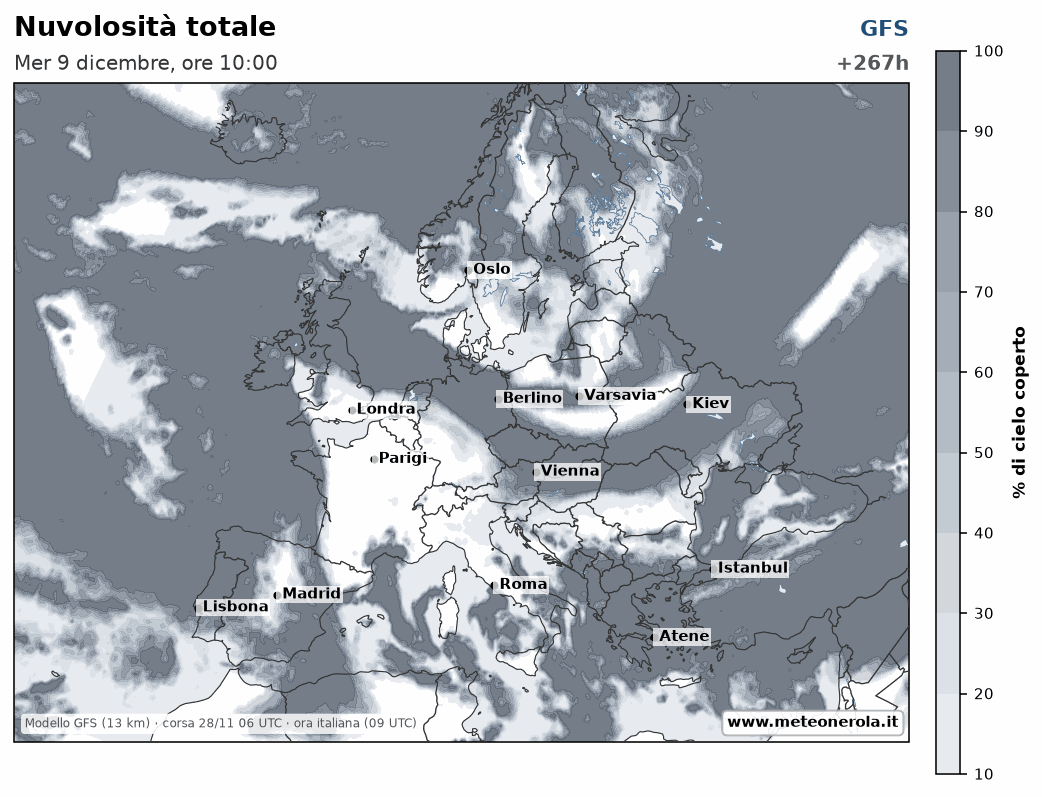 Nuvolosità totale
GFS
Mer 9 dicembre, ore 10:00
+267h
100
90
80
70
60
50
40
30
20
10
% di cielo coperto
Oslo
Berlino
Varsavia
Kiev
Londra
Parigi
Vienna
Istanbul
Roma
Madrid
Lisbona
Atene
Modello GFS (13 km) · corsa 28/11 06 UTC · ora italiana (09 UTC)
www.meteonerola.it